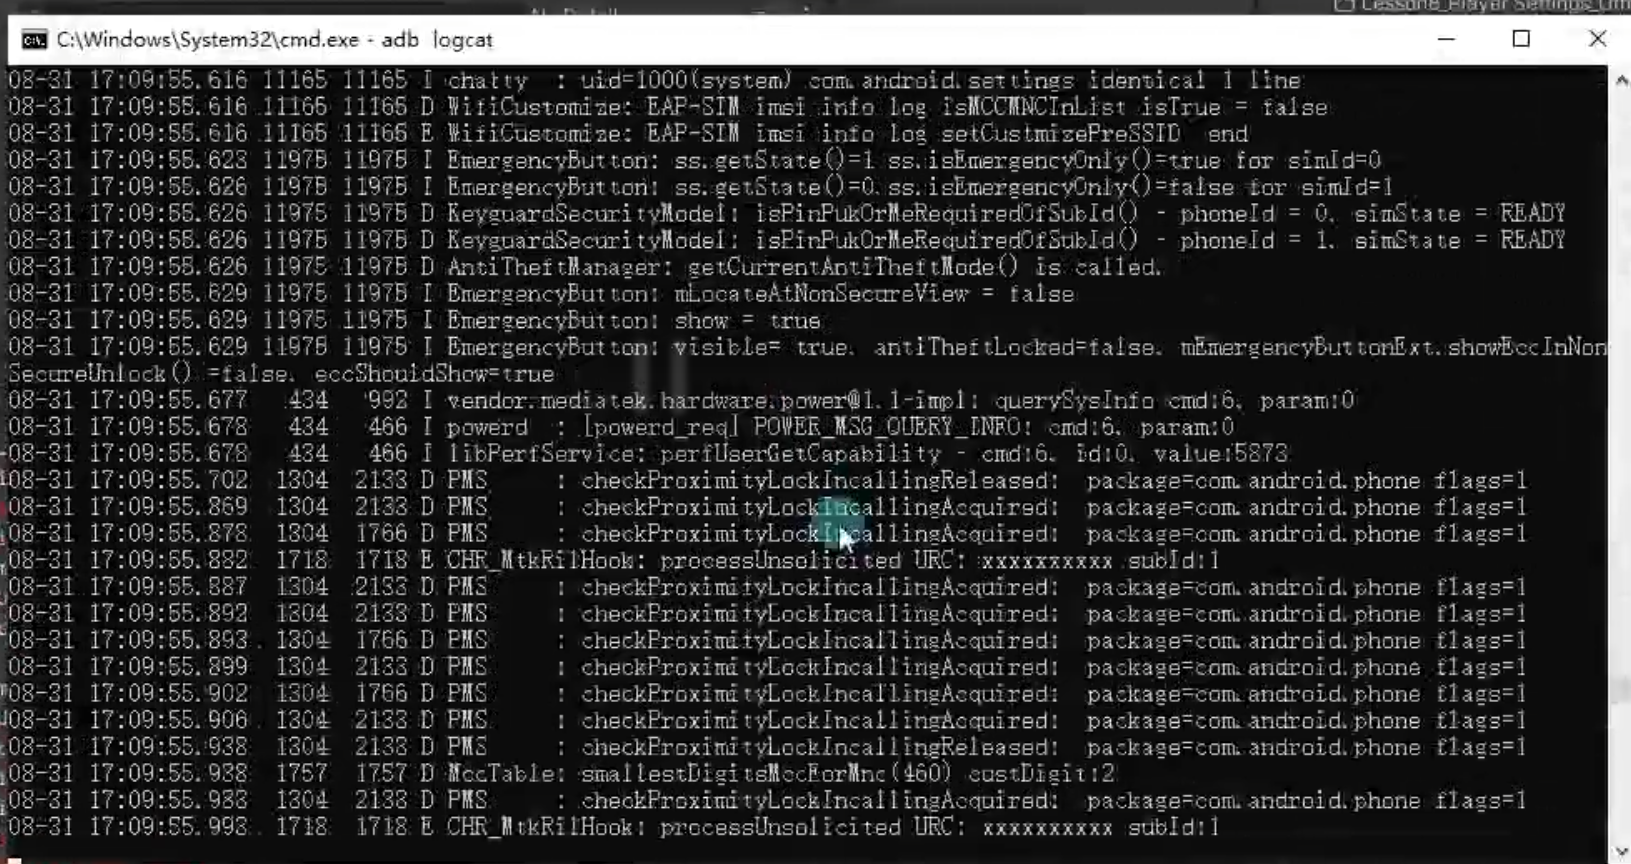 C:\Windows\System32\cmd.exe - adb  logcat
08-31 17:09:55.616 11165 11165 I chatty  : uid=1000(system) com.android.settings identical 1 line
08-31 17:09:55.616 11165 11165 D WifiCustomize: EAP-SIM imsi info log isMCCMNCInList isTrue = false
08-31 17:09:55.616 11165 11165 E WifiCustomize: EAP-SIM imsi info log setCustmizePreSSID  end
08-31 17:09:55.623 11975 11975 I EmergencyButton: ss.getState()=1 ss.isEmergencyOnly()=true for simId=0
08-31 17:09:55.626 11975 11975 I EmergencyButton: ss.getState()=0 ss.isEmergencyOnly()=false for simId=1
08-31 17:09:55.626 11975 11975 D KeyguardSecurityModel: isPinPukOrMeRequiredOfSubId() - phoneId = 0, simState = READY
08-31 17:09:55.626 11975 11975 D KeyguardSecurityModel: isPinPukOrMeRequiredOfSubId() - phoneId = 1, simState = READY
08-31 17:09:55.626 11975 11975 D AntiTheftManager: getCurrentAntiTheftMode() is called.
08-31 17:09:55.629 11975 11975 I EmergencyButton: mLocateAtNonSecureView = false
08-31 17:09:55.629 11975 11975 I EmergencyButton: show = true
08-31 17:09:55.629 11975 11975 I EmergencyButton: visible= true, antiTheftLocked=false, mEmergencyButtonExt.showEccInNon
SecureUnlock() =false, eccShouldShow=true
08-31 17:09:55.677   434   992 I vendor.mediatek.hardware.power@1.1-impl: querySysInfo cmd:6, param:0
08-31 17:09:55.678   434   466 I powerd  : [powerd_req] POWER_MSG_QUERY_INFO: cmd:6, param:0
08-31 17:09:55.678   434   466 I libPerfService: perfUserGetCapability - cmd:6, id:0, value:5873
08-31 17:09:55.702  1304  2133 D PMS     : checkProximityLockIncallingReleased:  package=com.android.phone flags=1
08-31 17:09:55.869  1304  2133 D PMS     : checkProximityLockIncallingAcquired:  package=com.android.phone flags=1
08-31 17:09:55.878  1304  1766 D PMS     : checkProximityLockIncallingAcquired:  package=com.android.phone flags=1
08-31 17:09:55.882  1718  1718 E CHR_MtkRilHook: processUnsolicited URC: xxxxxxxxxx subId:1
08-31 17:09:55.887  1304  2133 D PMS     : checkProximityLockIncallingAcquired:  package=com.android.phone flags=1
08-31 17:09:55.892  1304  2133 D PMS     : checkProximityLockIncallingAcquired:  package=com.android.phone flags=1
08-31 17:09:55.893  1304  1766 D PMS     : checkProximityLockIncallingAcquired:  package=com.android.phone flags=1
08-31 17:09:55.899  1304  2133 D PMS     : checkProximityLockIncallingAcquired:  package=com.android.phone flags=1
08-31 17:09:55.902  1304  1766 D PMS     : checkProximityLockIncallingAcquired:  package=com.android.phone flags=1
08-31 17:09:55.906  1304  2133 D PMS     : checkProximityLockIncallingAcquired:  package=com.android.phone flags=1
08-31 17:09:55.938  1304  2133 D PMS     : checkProximityLockIncallingReleased:  package=com.android.phone flags=1
08-31 17:09:55.938  1757  1757 D MccTable: smallestDigitsMccForMnc(460) custDigit:2
08-31 17:09:55.983  1304  2133 D PMS     : checkProximityLockIncallingAcquired:  package=com.android.phone flags=1
08-31 17:09:55.993  1718  1718 E CHR_MtkRilHook: processUnsolicited URC: xxxxxxxxxx subId:1